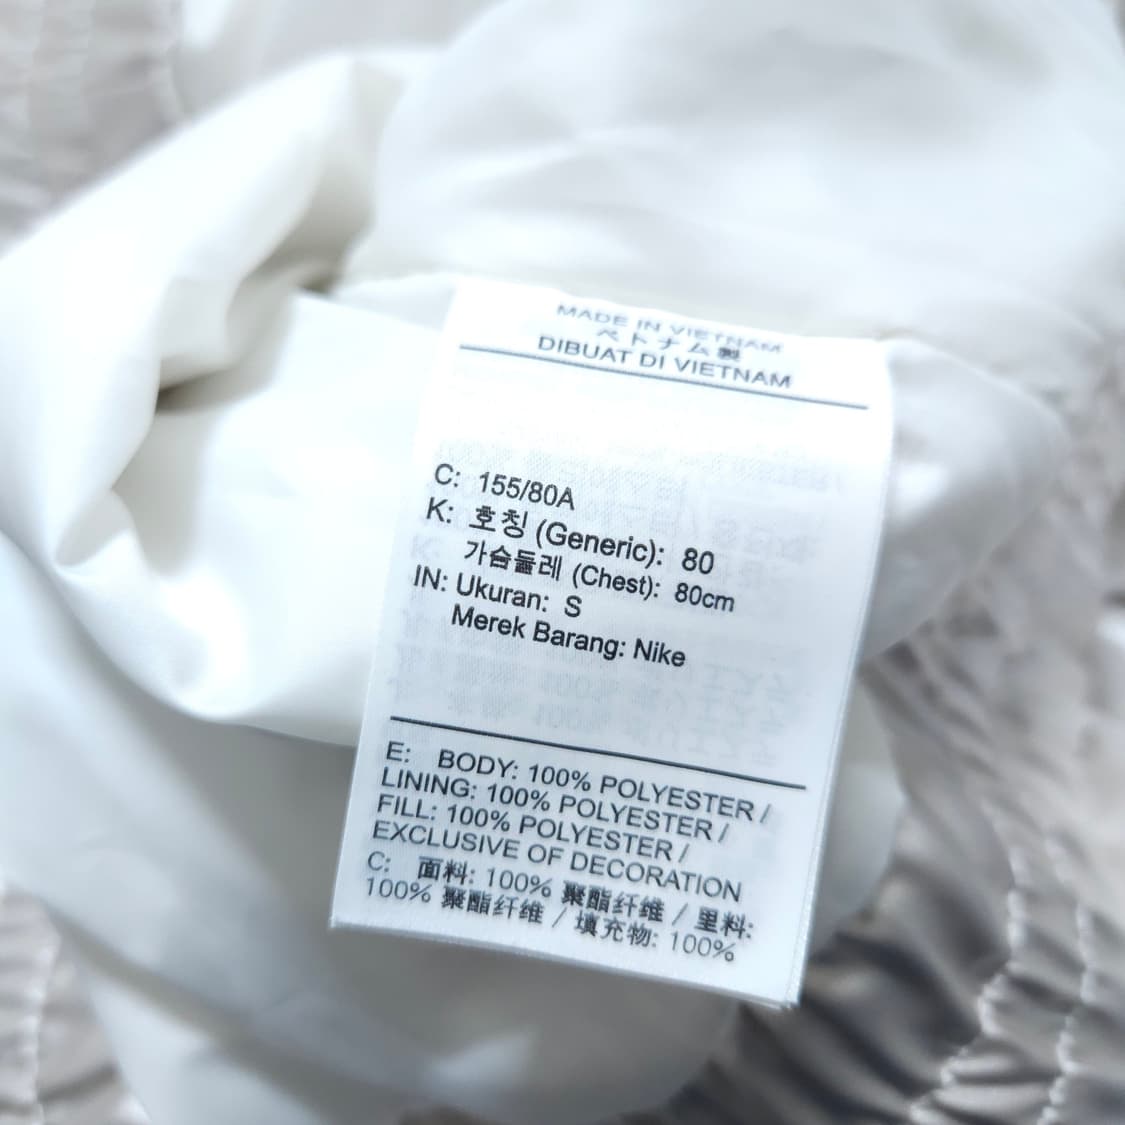 MADE IN VIETNAM
ベトナム製
DIBUAT DI VIETNAM
C: 155/80A
K: 호칭 (Generic): 80
가슴둘레 (Chest): 80cm
IN: Ukuran: S
Merek Barang: Nike
E: BODY: 100% POLYESTER /
LINING: 100% POLYESTER /
FILL: 100% POLYESTER /
EXCLUSIVE OF DECORATION
C: 面料: 100% 聚酯纤维 / 里料:
100% 聚酯纤维 / 填充物: 100%